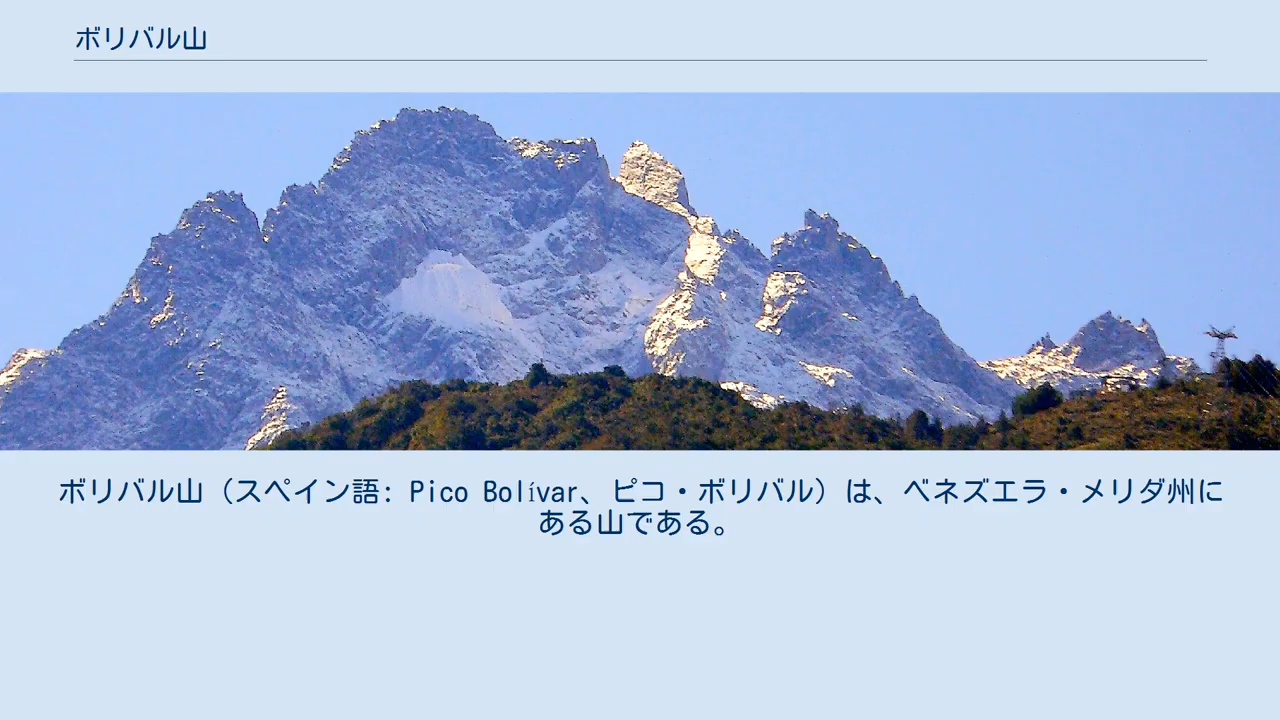 ボリバル山
ボリバル山（スペイン語: Pico Bolívar、ピコ・ボリバル）は、ベネズエラ・メリダ州に
ある山である。